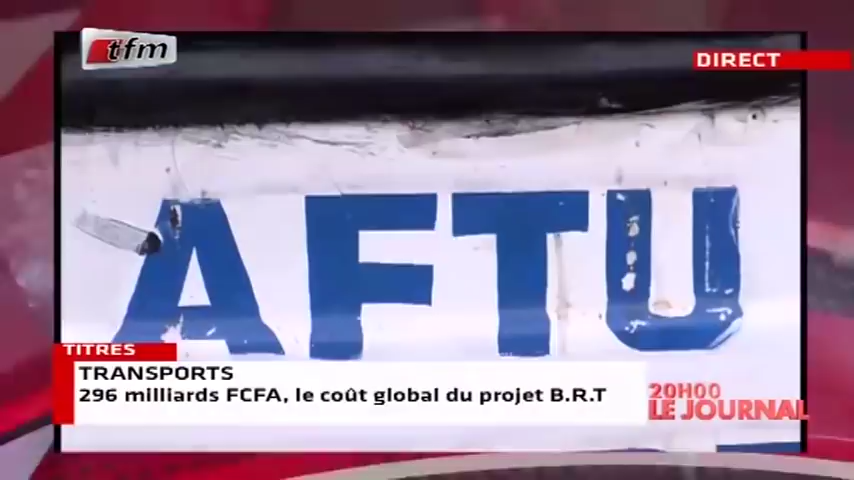 tfm
DIRECT
AFTU
TITRES
TRANSPORTS
296 milliards FCFA, le coût global du projet B.R.T
20H00
LE JOURNAL